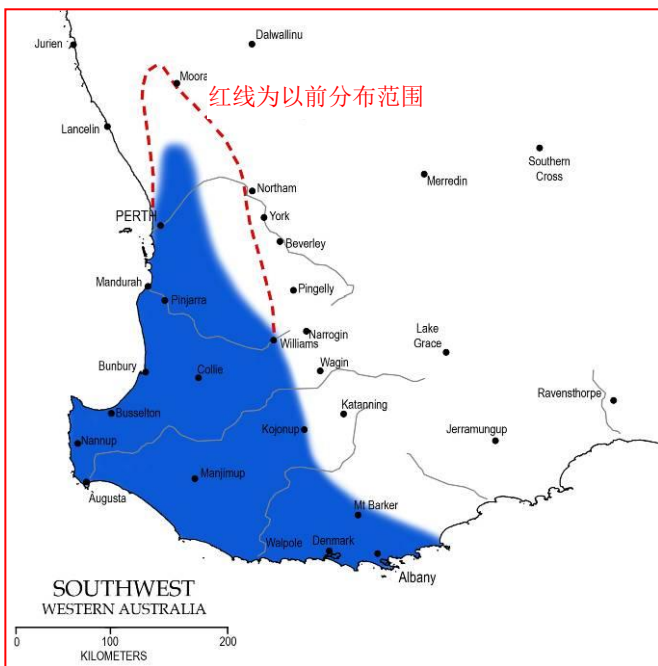 Dalwallinu
Jurien
Moora
红线为以前分布范围
Lancelin
Southern
Cross
Merredin
Northam
PERTH
York
Beverley
Mandurah
Pinjarra
Pingelly
Narrogin
Williams
Lake
Grace
Bunbury
Collie
Wagin
Ravensthorpe
Busselton
Katanning
Kojonup
Jerramungup
Nannup
Manjimup
Augusta
Mt Barker
Walpole
Denmark
Albany
SOUTHWEST
WESTERN AUSTRALIA
0 100 200
KILOMETERS